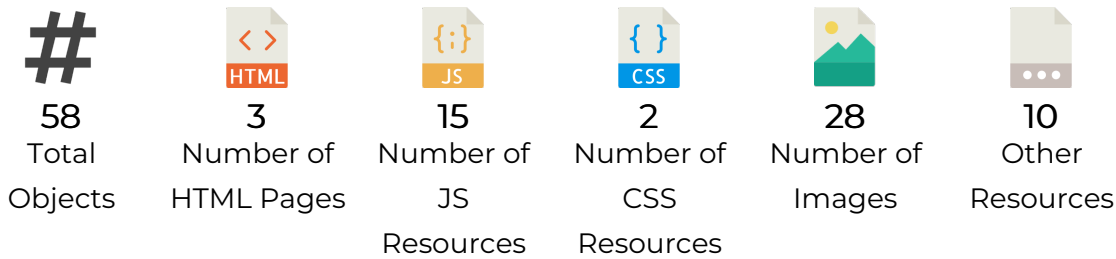 #
HTML
{;}
JS
{ }
CSS
58
3
15
2
28
10
Total
Number of
Number of
Number of
Number of
Other
Objects
HTML Pages
JS
CSS
Images
Resources
Resources
Resources